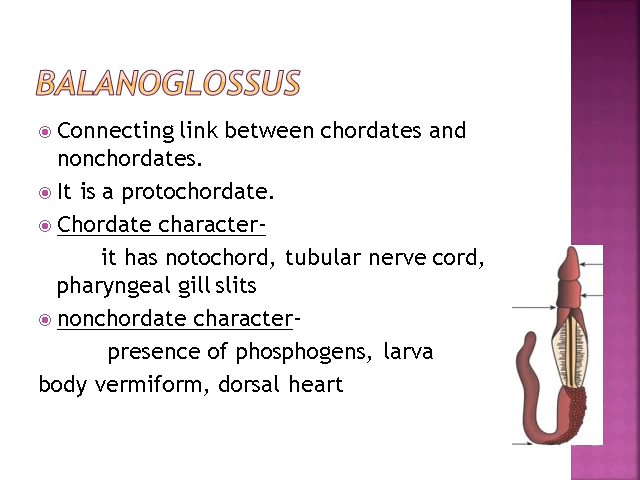 BALANOGLOSSUS
Connecting link between chordates and
nonchordates.
It is a protochordate.
Chordate character-
it has notochord, tubular nerve cord,
pharyngeal gill slits
nonchordate character-
presence of phosphogens, larva
body vermiform, dorsal heart